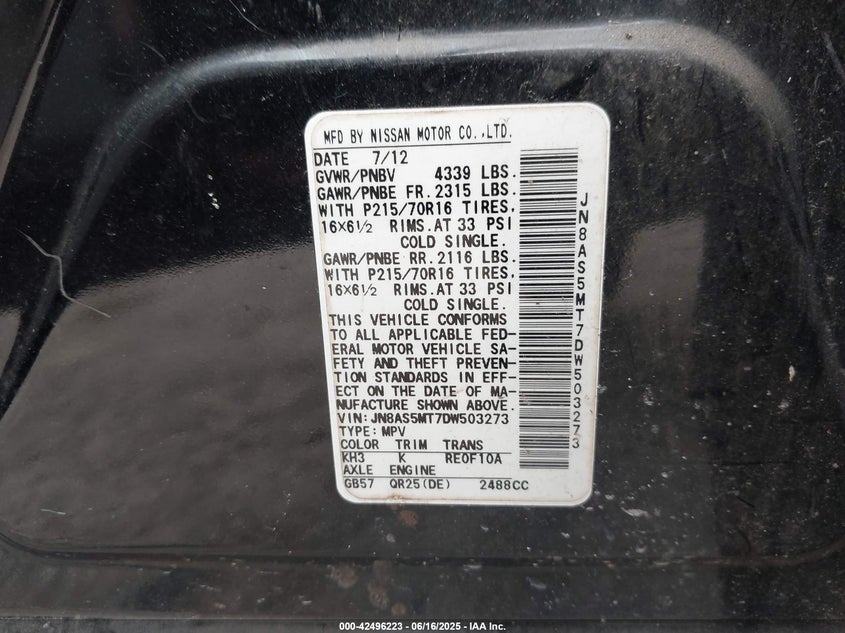 MFD BY NISSAN MOTOR CO.,LTD.
DATE 7/12
GVWR/PNBV 4339 LBS.
GAWR/PNBE FR. 2315 LBS.
WITH P215/70R16 TIRES.
16X6½ RIMS.AT 33 PSI
COLD SINGLE.
GAWR/PNBE RR. 2116 LBS.
WITH P215/70R16 TIRES.
16X6½ RIMS.AT 33 PSI
COLD SINGLE.
THIS VEHICLE CONFORMS
TO ALL APPLICABLE FED-
ERAL MOTOR VEHICLE SA-
FETY AND THEFT PREVEN-
TION STANDARDS IN EFF-
ECT ON THE DATE OF MA-
NUFACTURE SHOWN ABOVE.
VIN: JN8AS5MT7DW503273
TYPE: MPV
COLOR TRIM TRANS
KH3 K RE0F10A
AXLE ENGINE
GB57 QR25(DE) 2488CC
JN8AS5MT7DW503273
000-42496223 - 06/16/2025 - IAA Inc.